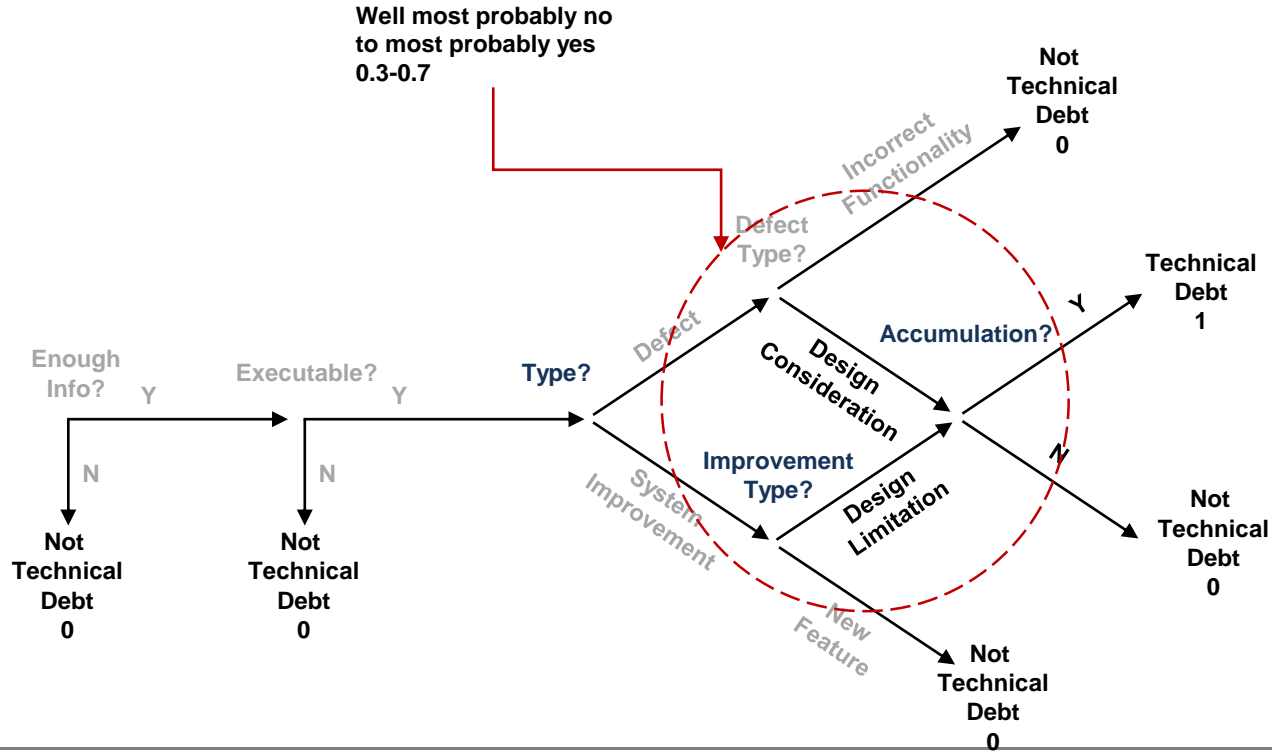 Well most probably no
to most probably yes
0.3-0.7
Not
Technical
Debt
0
Incorrect
Functionality
Defect
Type?
Technical
Debt
1
Y
Accumulation?
Defect
Design
Consideration
Enough
Info?
Y
Executable?
Y
Type?
N
N
System
Improvement
Improvement
Type?
Design
Limitation
N
Not
Technical
Debt
0
Not
Technical
Debt
0
Not
Technical
Debt
0
New
Feature
Not
Technical
Debt
0